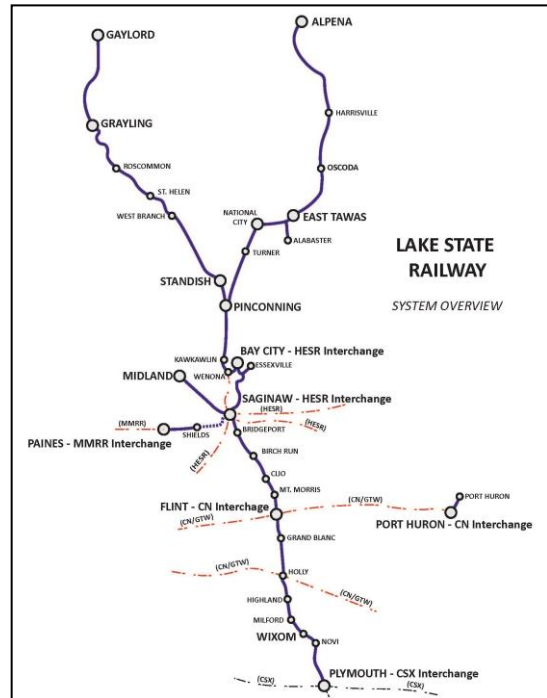 ALPENA
GAYLORD
HARRISVILLE
GRAYLING
ROSCOMMON
OSCODA
ST. HELEN
NATIONAL
CITY
WEST BRANCH
EAST TAWAS
ALABASTER
LAKE STATE
RAILWAY
TURNER
STANDISH
SYSTEM OVERVIEW
PINCONNING
KAWKAWLIN
BAY CITY - HESR Interchange
WENONA
ESSEXVILLE
MIDLAND
SAGINAW - HESR Interchange
(HESR)
(MMRR)
SHIELDS
BRIDGEPORT
(HESR)
PAINES - MMRR Interchange
(HESR)
BIRCH RUN
CLIO
MT. MORRIS
(CN/GTW)
PORT HURON
FLINT - CN Interchage
(CN/GTW)
PORT HURON - CN Interchange
GRAND BLANC
(CN/GTW)
HOLLY
(CN/GTW)
HIGHLAND
MILFORD
WIXOM
NOVI
PLYMOUTH - CSX Interchange
(CSX)
(CSX)